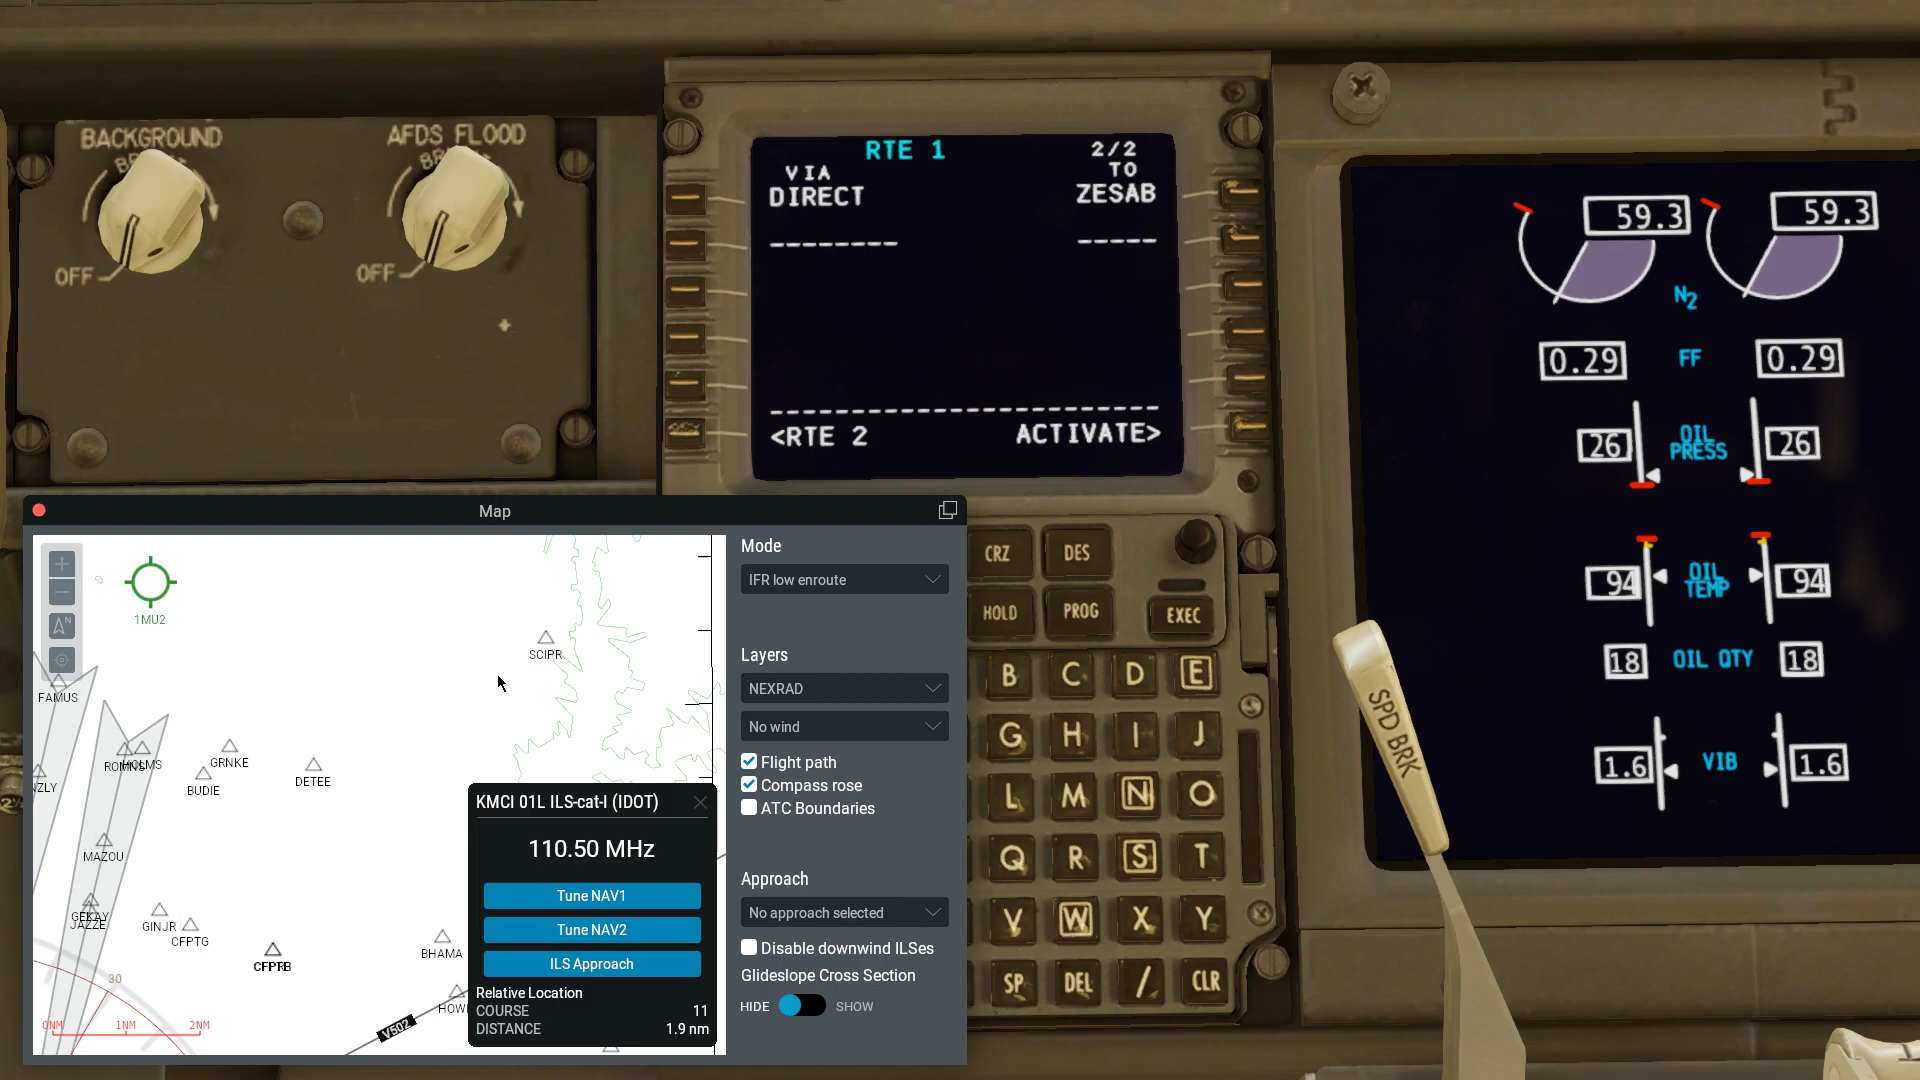 BACKGROUND
OFF
AFDS FLOOD
OFF
RTE 1
2/2
VIA
TO
DIRECT
ZESAB
<RTE 2
ACTIVATE>
59.3
59.3
N2
0.29
FF
0.29
26
OIL
PRESS
26
94
OIL
TEMP
94
18
OIL QTY
18
1.6
VIB
1.6
SPD BRK
CRZ
DES
HOLD
PROG
EXEC
B
C
D
E
G
H
I
J
L
M
N
O
Q
R
S
T
V
W
X
Y
SP
DEL
/
CLR
Map
1MU2
SCIPR
FAMUS
HOLMS
GRNKE
BUDIE
DETEE
NZLY
MAZOU
JAZZE
GINJR
CFPTG
BHAMA
V502
30
0NM
1NM
2NM
KMCI 01L ILS-cat-I (IDOT)
110.50 MHz
Tune NAV1
Tune NAV2
ILS Approach
Relative Location
COURSE 11
DISTANCE 1.9 nm
Mode
IFR low enroute
Layers
NEXRAD
No wind
Flight path
Compass rose
ATC Boundaries
Approach
No approach selected
Disable downwind ILSes
Glideslope Cross Section
HIDE
SHOW